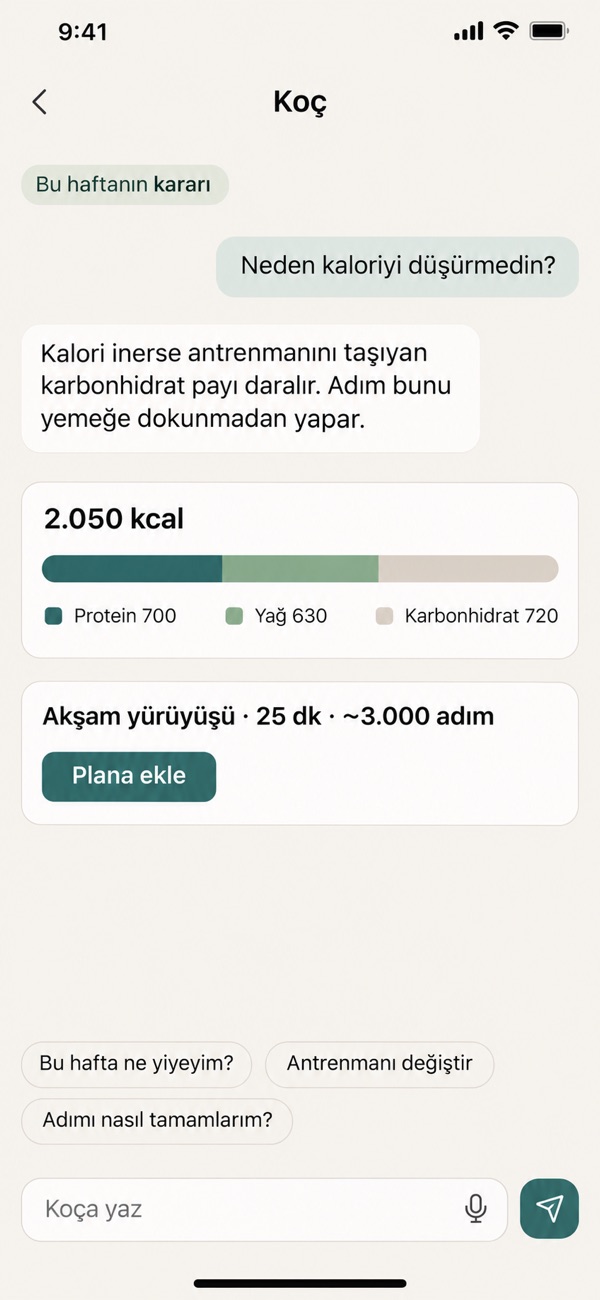 9:41
Koç
Bu haftanın kararı
Neden kaloriyi düşürmedin?
Kalori inerse antrenmanını taşıyan
karbonhidrat payı daralır. Adım bunu
yemeğe dokunmadan yapar.
2.050 kcal
Protein 700 Yağ 630 Karbonhidrat 720
Akşam yürüyüşü · 25 dk · ~3.000 adım
Plana ekle
Bu hafta ne yiyeyim? Antrenmanı değiştir
Adımı nasıl tamamlarım?
Koça yaz